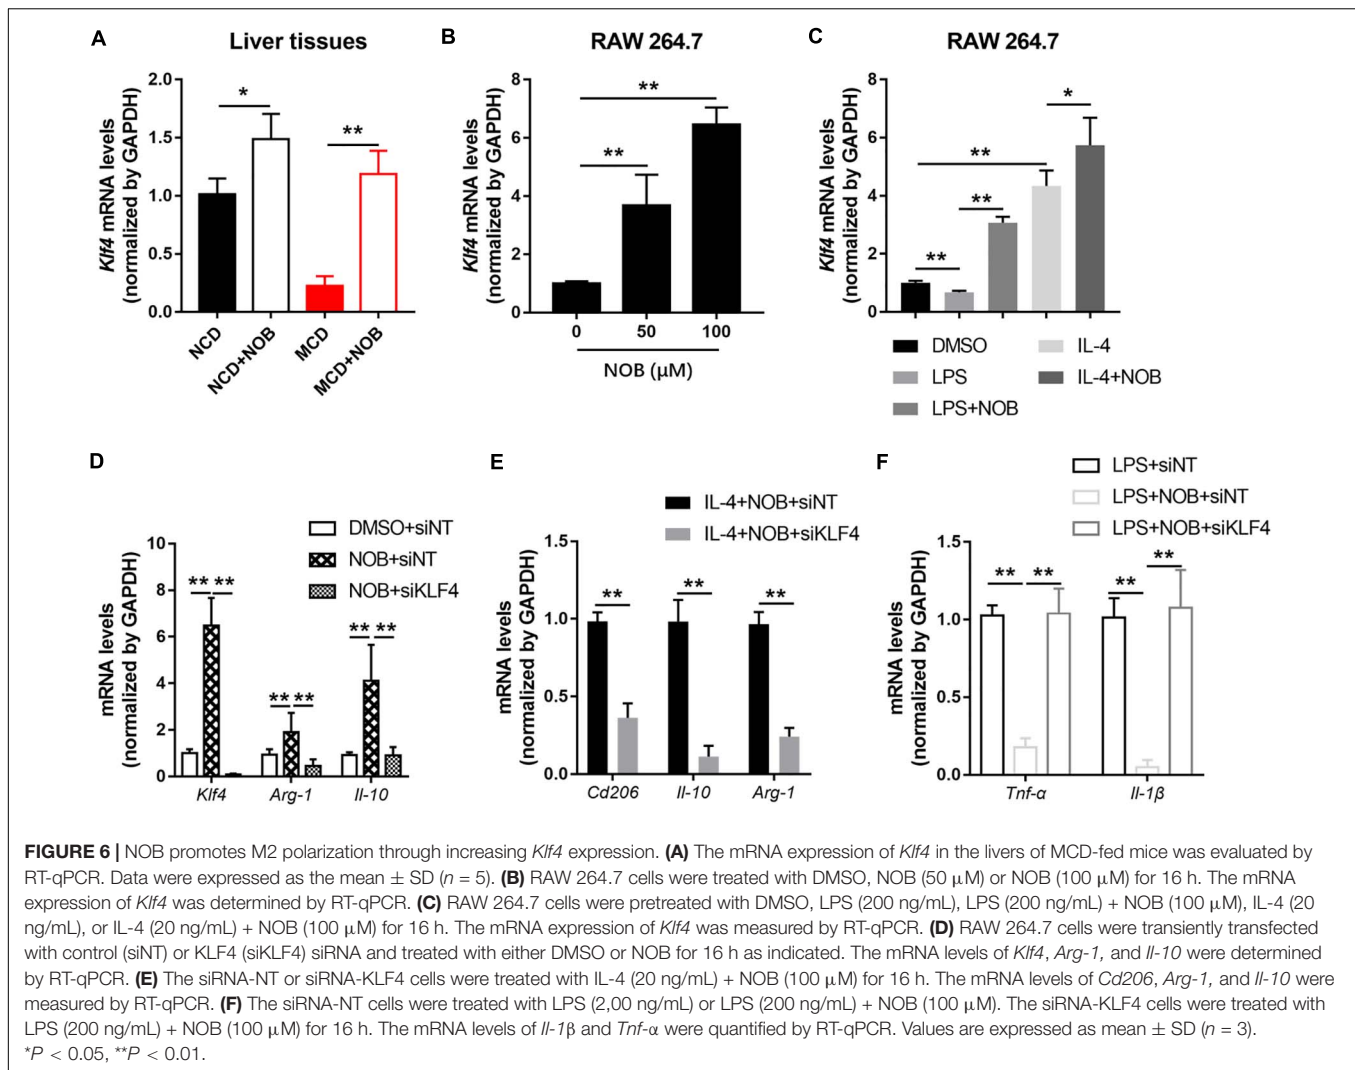 A
Liver tissues
Klf4 mRNA levels
(normalized by GAPDH)
2.0
1.5
1.0
0.5
0.0
*
**
NCD
NCD+NOB
MCD
MCD+NOB
B
RAW 264.7
Klf4 mRNA levels
(normalized by GAPDH)
8
6
4
2
0
**
**
0
50
100
NOB (μM)
C
RAW 264.7
Klf4 mRNA levels
(normalized by GAPDH)
8
6
4
2
0
**
**
**
*
DMSO
LPS
LPS+NOB
IL-4
IL-4+NOB
D
mRNA levels
(normalized by GAPDH)
10
8
6
4
2
0
DMSO+siNT
NOB+siNT
NOB+siKLF4
** **
** **
** **
Klf4
Arg-1
Il-10
E
IL-4+NOB+siNT
IL-4+NOB+siKLF4
mRNA levels
(normalized by GAPDH)
1.5
1.0
0.5
0.0
**
**
**
Cd206
Il-10
Arg-1
F
LPS+siNT
LPS+NOB+siNT
LPS+NOB+siKLF4
mRNA levels
(normalized by GAPDH)
1.5
1.0
0.5
0.0
** **
** **
Tnf-α
Il-1β
FIGURE 6 | NOB promotes M2 polarization through increasing Klf4 expression. (A) The mRNA expression of Klf4 in the livers of MCD-fed mice was evaluated by
RT-qPCR. Data were expressed as the mean ± SD (n = 5). (B) RAW 264.7 cells were treated with DMSO, NOB (50 μM) or NOB (100 μM) for 16 h. The mRNA
expression of Klf4 was determined by RT-qPCR. (C) RAW 264.7 cells were pretreated with DMSO, LPS (200 ng/mL), LPS (200 ng/mL) + NOB (100 μM), IL-4 (20
ng/mL), or IL-4 (20 ng/mL) + NOB (100 μM) for 16 h. The mRNA expression of Klf4 was measured by RT-qPCR. (D) RAW 264.7 cells were transiently transfected
with control (siNT) or KLF4 (siKLF4) siRNA and treated with either DMSO or NOB for 16 h as indicated. The mRNA levels of Klf4, Arg-1, and Il-10 were determined
by RT-qPCR. (E) The siRNA-NT or siRNA-KLF4 cells were treated with IL-4 (20 ng/mL) + NOB (100 μM) for 16 h. The mRNA levels of Cd206, Arg-1, and Il-10 were
measured by RT-qPCR. (F) The siRNA-NT cells were treated with LPS (2,00 ng/mL) or LPS (200 ng/mL) + NOB (100 μM). The siRNA-KLF4 cells were treated with
LPS (200 ng/mL) + NOB (100 μM) for 16 h. The mRNA levels of Il-1β and Tnf-α were quantified by RT-qPCR. Values are expressed as mean ± SD (n = 3).
*P < 0.05, **P < 0.01.